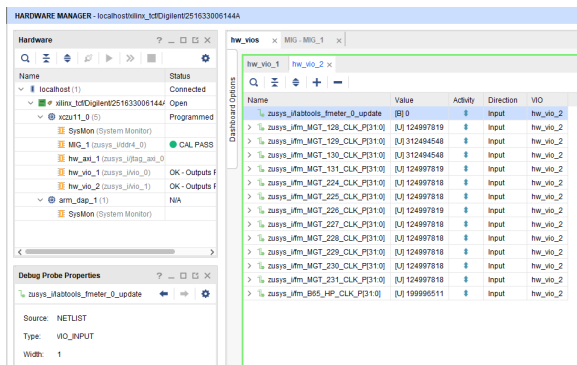 HARDWARE MANAGER - localhost/xilinx_tcf/Digilent/251633006144A
Hardware
Name Status
localhost (1) Connected
xilinx_tcf/Digilent/251633006144A Open
xczu11_0 (5) Programmed
SysMon (System Monitor)
MIG_1 (zusys_i/ddr4_0) CAL PASS
hw_axi_1 (zusys_i/jtag_axi_0
hw_vio_1 (zusys_i/vio_0) OK - Outputs F
hw_vio_2 (zusys_i/vio_1) OK - Outputs F
arm_dap_1 (1) N/A
SysMon (System Monitor)
Debug Probe Properties
zusys_i/labtools_fmeter_0_update
Source: NETLIST
Type: VIO_INPUT
Width: 1
hw_vios MIG - MIG_1
Dashboard Options
hw_vio_1 hw_vio_2
Name Value Activity Direction VIO
zusys_i/labtools_fmeter_0_update [B] 0 Input hw_vio_2
zusys_i/fm_MGT_128_CLK_P[31:0] [U] 124997819 Input hw_vio_2
zusys_i/fm_MGT_129_CLK_P[31:0] [U] 312494548 Input hw_vio_2
zusys_i/fm_MGT_130_CLK_P[31:0] [U] 312494548 Input hw_vio_2
zusys_i/fm_MGT_131_CLK_P[31:0] [U] 124997819 Input hw_vio_2
zusys_i/fm_MGT_224_CLK_P[31:0] [U] 124997818 Input hw_vio_2
zusys_i/fm_MGT_225_CLK_P[31:0] [U] 124997818 Input hw_vio_2
zusys_i/fm_MGT_226_CLK_P[31:0] [U] 124997819 Input hw_vio_2
zusys_i/fm_MGT_227_CLK_P[31:0] [U] 124997818 Input hw_vio_2
zusys_i/fm_MGT_228_CLK_P[31:0] [U] 124997818 Input hw_vio_2
zusys_i/fm_MGT_229_CLK_P[31:0] [U] 124997818 Input hw_vio_2
zusys_i/fm_MGT_230_CLK_P[31:0] [U] 124997818 Input hw_vio_2
zusys_i/fm_MGT_231_CLK_P[31:0] [U] 124997818 Input hw_vio_2
zusys_i/fm_B65_HP_CLK_P[31:0] [U] 199996511 Input hw_vio_2